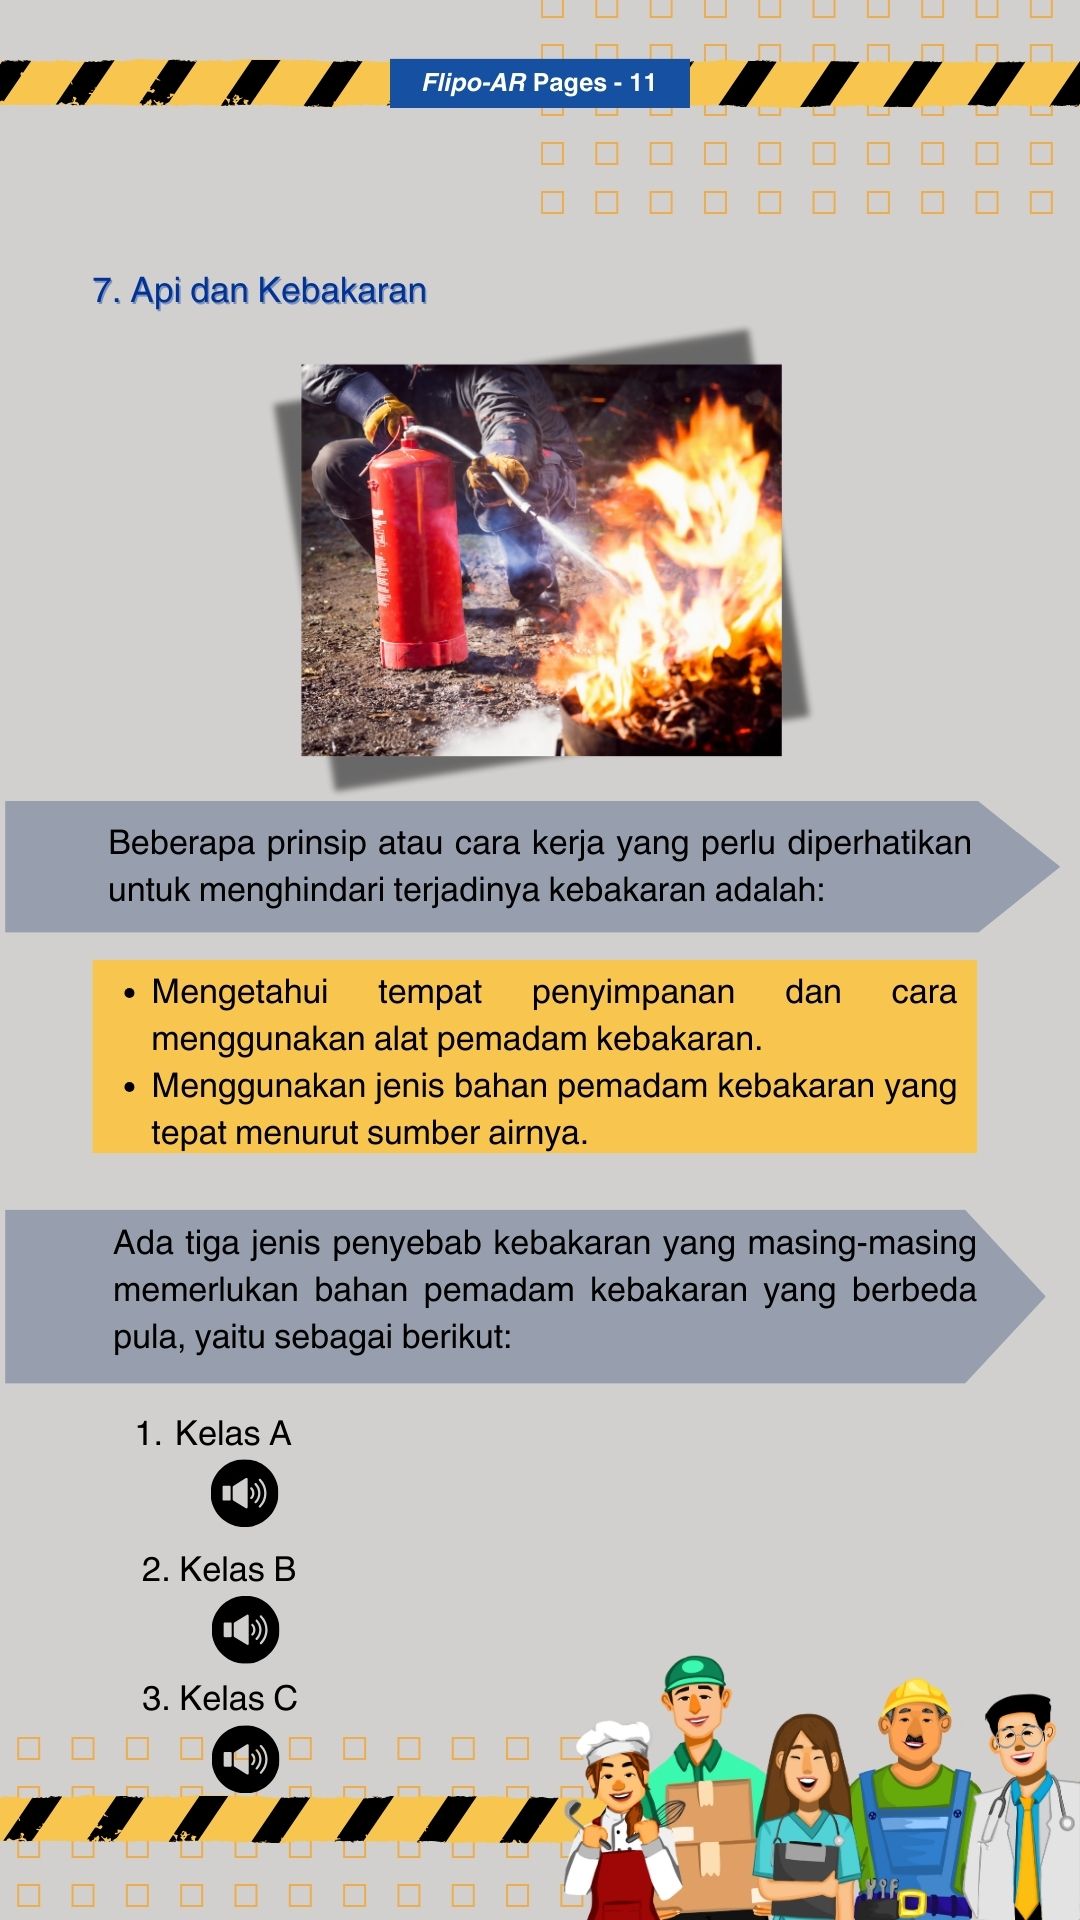 Flipo-AR Pages - 11
7. Api dan Kebakaran
Beberapa prinsip atau cara kerja yang perlu diperhatikan
untuk menghindari terjadinya kebakaran adalah:
• Mengetahui tempat penyimpanan dan cara
menggunakan alat pemadam kebakaran.
• Menggunakan jenis bahan pemadam kebakaran yang
tepat menurut sumber airnya.
Ada tiga jenis penyebab kebakaran yang masing-masing
memerlukan bahan pemadam kebakaran yang berbeda
pula, yaitu sebagai berikut:
1. Kelas A
2. Kelas B
3. Kelas C